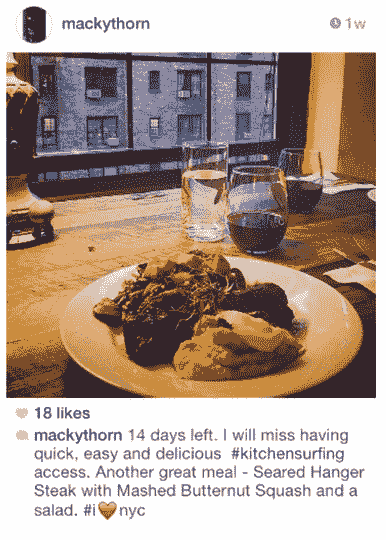 mackythorn
1w
18 likes
mackythorn 14 days left. I will miss having
quick, easy and delicious #kitchensurfing
access. Another great meal - Seared Hanger
Steak with Mashed Butternut Squash and a
salad. #i🧡nyc